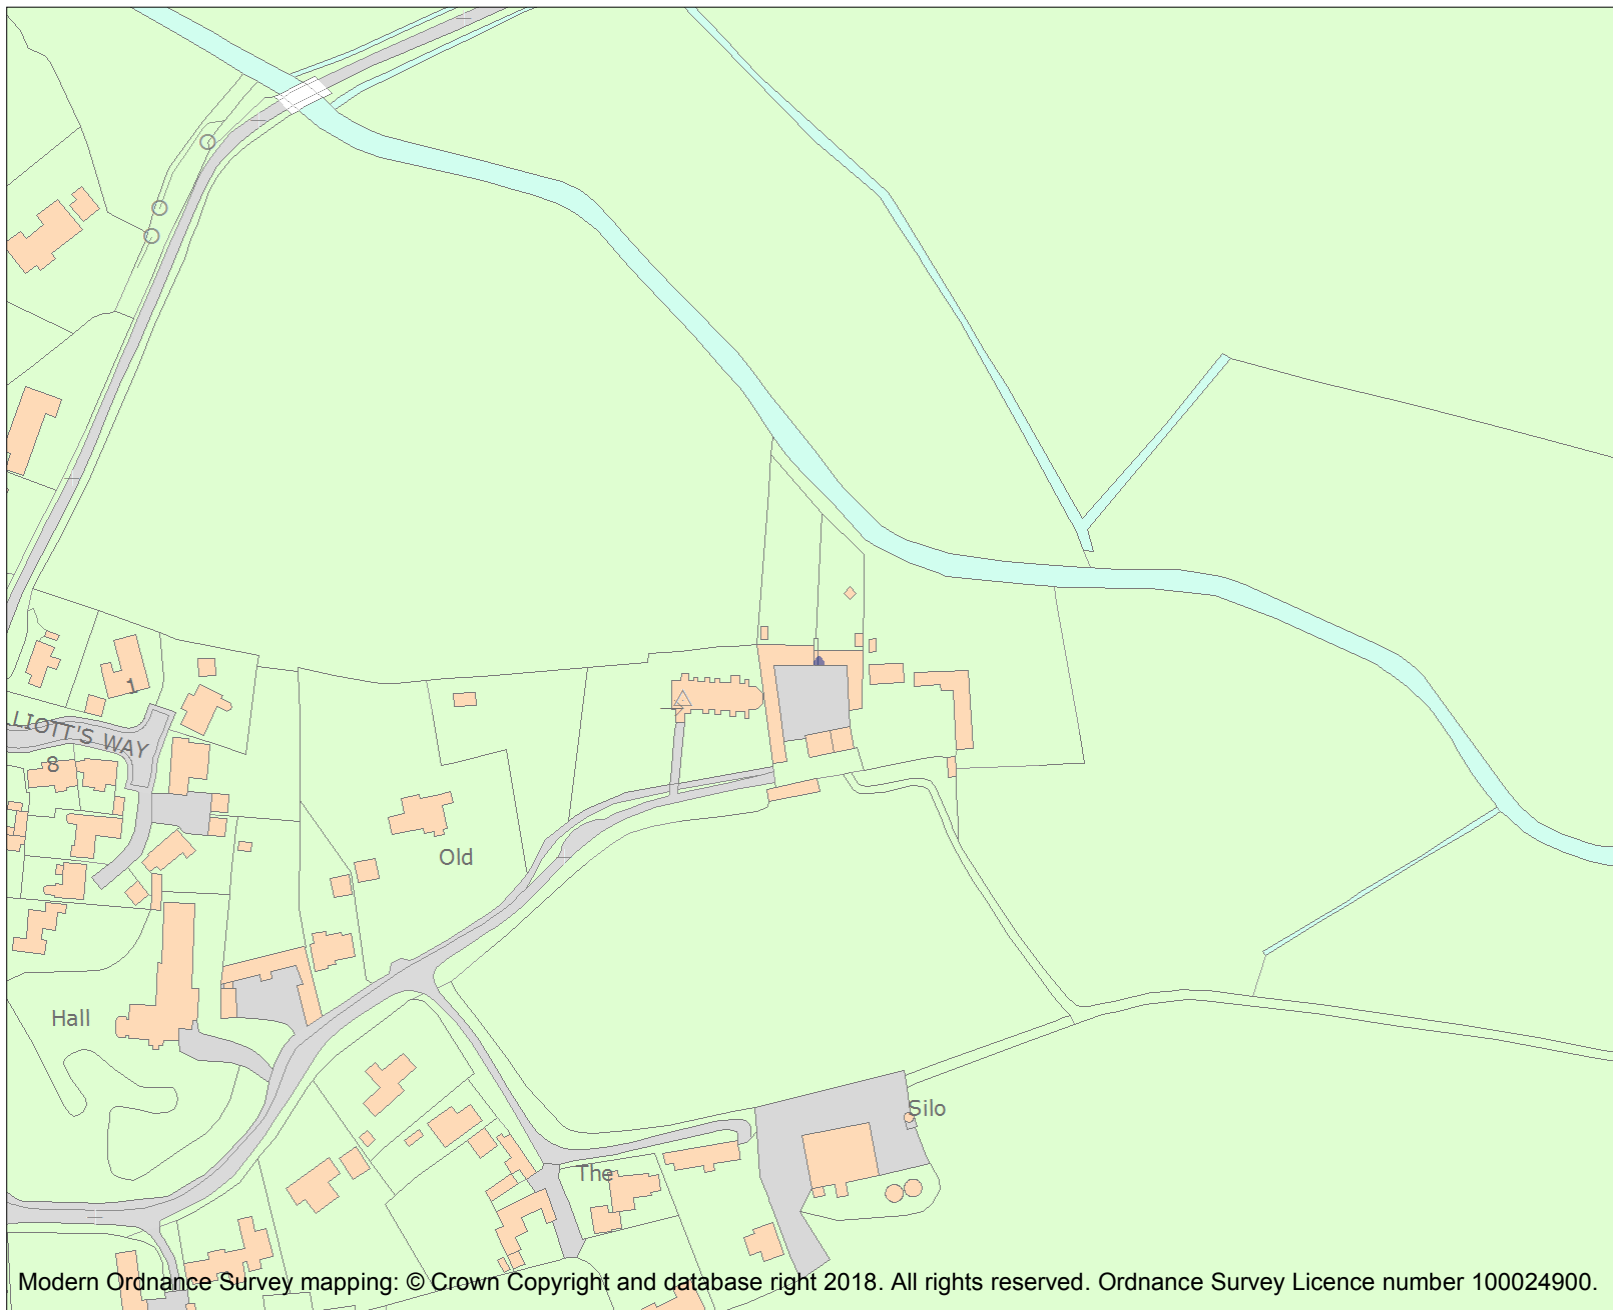 1
LLIOTT'S WAY
8
Old
Hall
Silo
The
Modern Ordnance Survey mapping: © Crown Copyright and database right 2018. All rights reserved. Ordnance Survey Licence number 100024900.